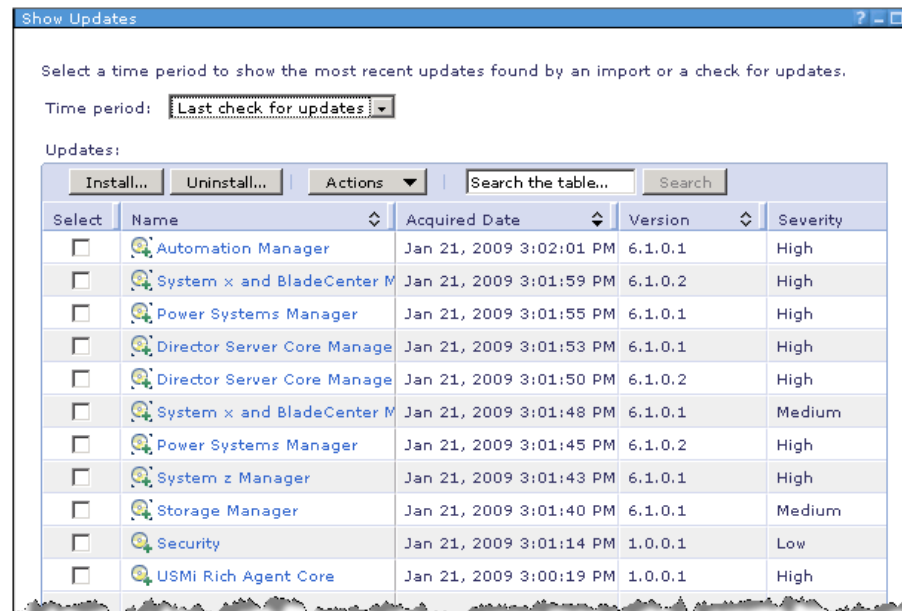 Show Updates ?
Select a time period to show the most recent updates found by an import or a check for updates.
Time period: Last check for updates
Updates:
Install... Uninstall... Actions Search the table... Search
Select Name Acquired Date Version Severity
Automation Manager Jan 21, 2009 3:02:01 PM 6.1.0.1 High
System x and BladeCenter M Jan 21, 2009 3:01:59 PM 6.1.0.2 High
Power Systems Manager Jan 21, 2009 3:01:55 PM 6.1.0.1 High
Director Server Core Manage Jan 21, 2009 3:01:53 PM 6.1.0.1 High
Director Server Core Manage Jan 21, 2009 3:01:50 PM 6.1.0.2 High
System x and BladeCenter M Jan 21, 2009 3:01:48 PM 6.1.0.1 Medium
Power Systems Manager Jan 21, 2009 3:01:45 PM 6.1.0.2 High
System z Manager Jan 21, 2009 3:01:43 PM 6.1.0.1 High
Storage Manager Jan 21, 2009 3:01:40 PM 6.1.0.1 Medium
Security Jan 21, 2009 3:01:14 PM 1.0.0.1 Low
USMi Rich Agent Core Jan 21, 2009 3:00:19 PM 1.0.0.1 High